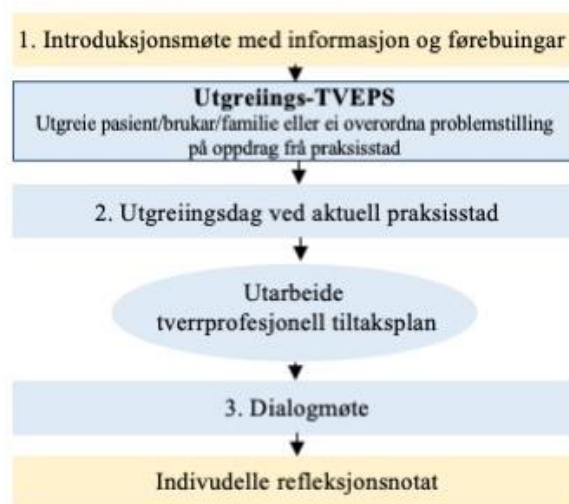 1. Introduksjonsmøte med informasjon og førebuingar
Utgreiings-TVEPS
Utgreie pasient/brukar/familie eller ei overordna problemstilling
på oppdrag frå praksisstad
2. Utgreiingsdag ved aktuell praksisstad
Utarbeide
tverrprofesjonell tiltaksplan
3. Dialogmøte
Indivudelle refleksjonsnotat